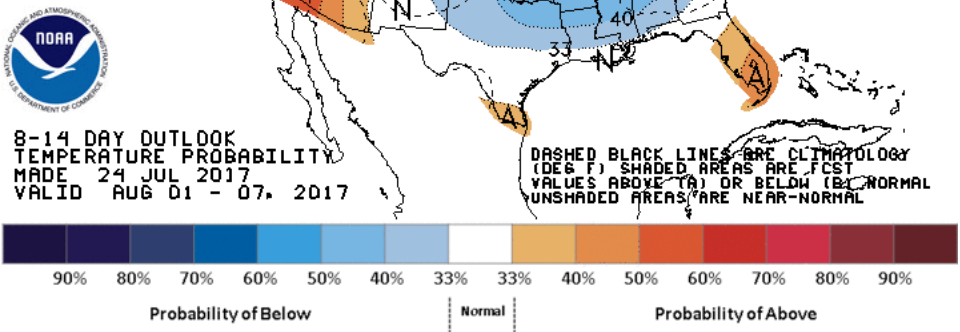 NATIONAL OCEANIC AND ATMOSPHERIC ADMINISTRATION
NOAA
U.S. DEPARTMENT OF COMMERCE
N
40
33
N
A
A
8-14 DAY OUTLOOK
TEMPERATURE PROBABILITY
MADE 24 JUL 2017
VALID AUG 01 - 07, 2017
DASHED BLACK LINES ARE CLIMATOLOGY
(DEG F) SHADED AREAS ARE FCST
VALUES ABOVE (A) OR BELOW (B) NORMAL
UNSHADED AREAS ARE NEAR-NORMAL
90% 80% 70% 60% 50% 40% 33% 33% 40% 50% 60% 70% 80% 90%
Probability of Below Normal Probability of Above